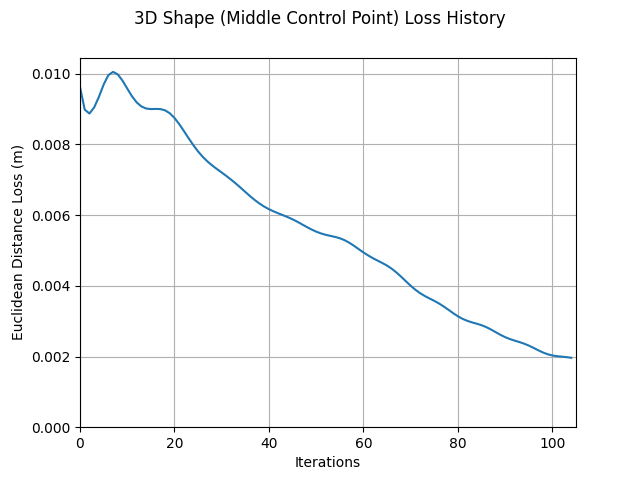 3D Shape (Middle Control Point) Loss History
Euclidean Distance Loss (m)
0.010
0.008
0.006
0.004
0.002
0.000
0 20 40 60 80 100
Iterations